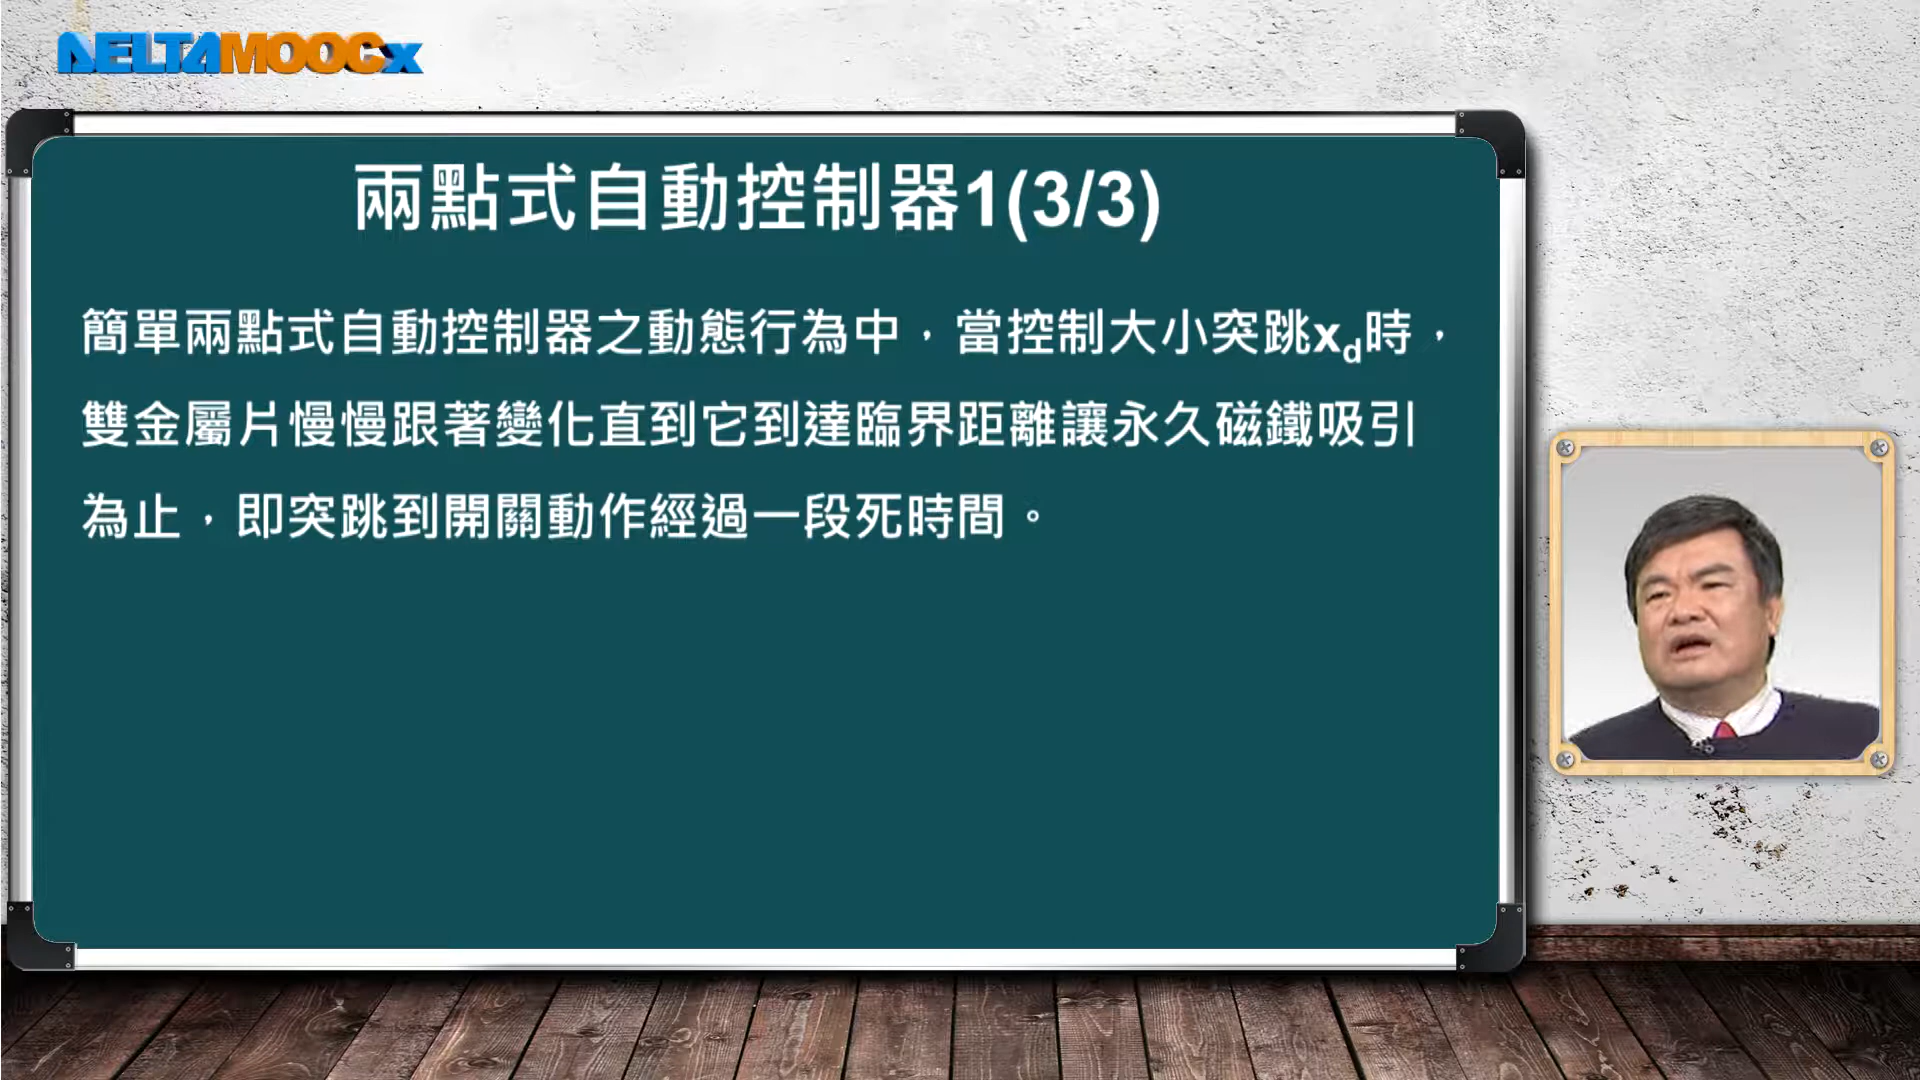 DELTAMOOCx
兩點式自動控制器1(3/3)
簡單兩點式自動控制器之動態行為中，當控制大小突跳xd時，
雙金屬片慢慢跟著變化直到它到達臨界距離讓永久磁鐵吸引
為止，即突跳到開關動作經過一段死時間。